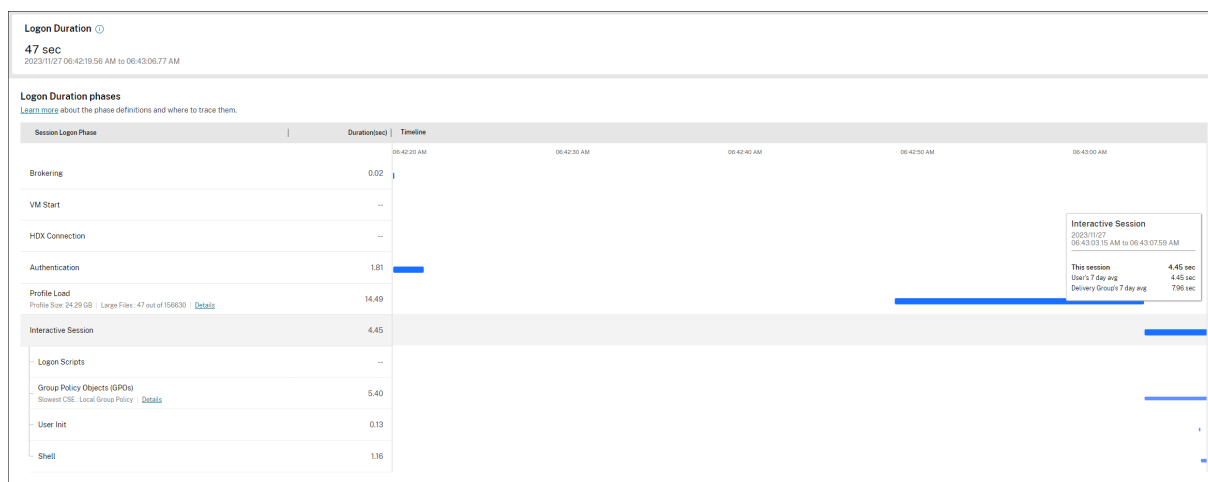 Logon Duration
47 sec
2023/11/27 06:42:19.56 AM to 06:43:06.77 AM
Logon Duration phases
Learn more about the phase definitions and where to trace them.
Session Logon Phase | Duration(sec) | Timeline
06:42:20 AM 06:42:30 AM 06:42:40 AM 06:42:50 AM 06:43:00 AM
Brokering 0.02
VM Start --
HDX Connection --
Authentication 1.81
Profile Load 14.49
Profile Size: 24.29 GB | Large Files: 47 out of 156630 | Details
Interactive Session
2023/11/27
06:43:03.15 AM to 06:43:07.59 AM
This session 4.45 sec
User's 7 day avg 4.45 sec
Delivery Group's 7 day avg 7.96 sec
Interactive Session 4.45
Logon Scripts --
Group Policy Objects (GPOs) 5.40
Slowest CSE: Local Group Policy | Details
User Init 0.13
Shell 1.16